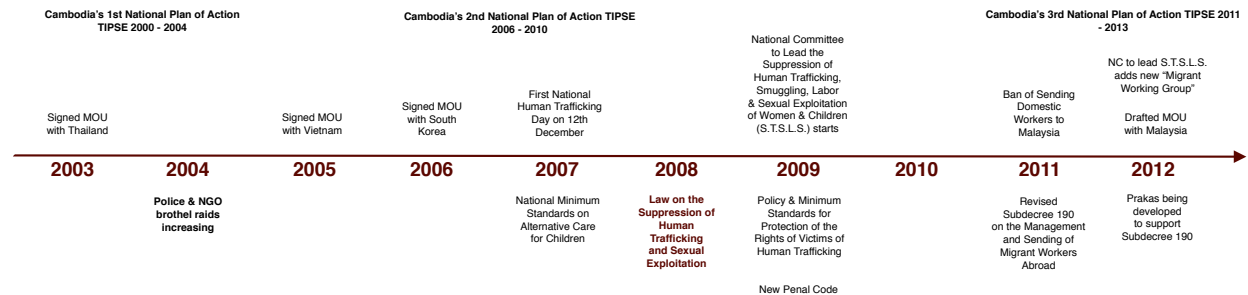 Cambodia's 1st National Plan of Action
TIPSE 2000 - 2004
Cambodia's 2nd National Plan of Action TIPSE
2006 - 2010
Cambodia's 3rd National Plan of Action TIPSE 2011
- 2013
Signed MOU
with Thailand
Signed MOU
with Vietnam
Signed MOU
with South
Korea
First National
Human Trafficking
Day on 12th
December
National Committee
to Lead the
Suppression of
Human Trafficking,
Smuggling, Labor
& Sexual Exploitation
of Women & Children
(S.T.S.L.S.) starts
Ban of Sending
Domestic
Workers to
Malaysia
NC to lead S.T.S.L.S.
adds new “Migrant
Working Group”
Drafted MOU
with Malaysia
2003
2004
2005
2006
2007
2008
2009
2010
2011
2012
Police & NGO
brothel raids
increasing
National Minimum
Standards on
Alternative Care
for Children
Law on the
Suppression of
Human
Trafficking
and Sexual
Exploitation
Policy & Minimum
Standards for
Protection of the
Rights of Victims of
Human Trafficking
New Penal Code
Revised
Subdecree 190
on the Management
and Sending of
Migrant Workers
Abroad
Prakas being
developed
to support
Subdecree 190